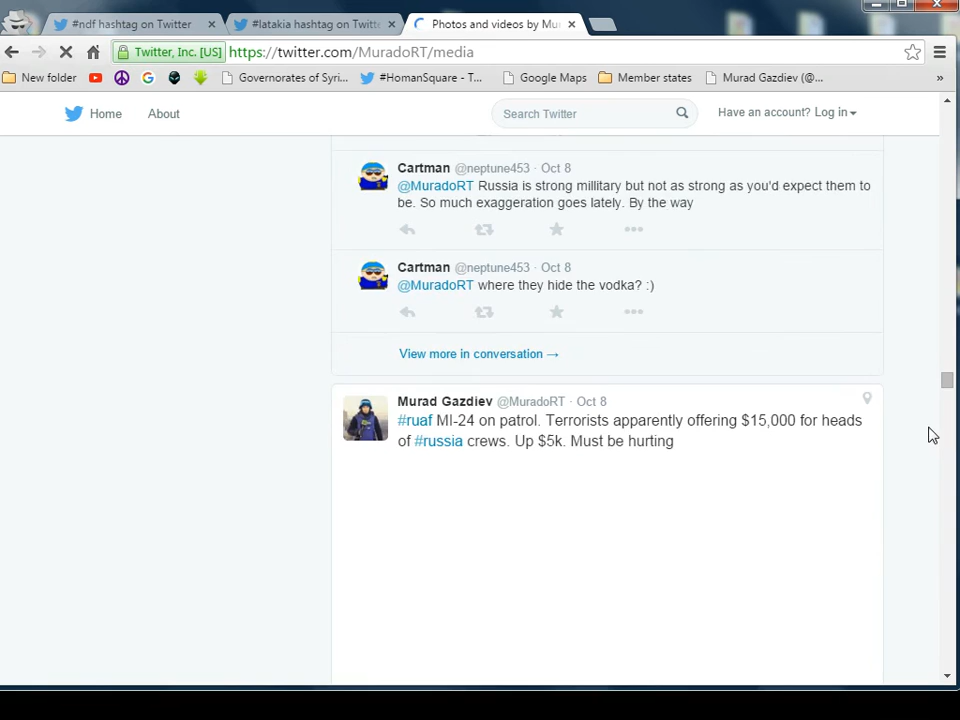 #ndf hashtag on Twitter
#latakia hashtag on Twitte
Photos and videos by Mu
Twitter, Inc. [US] https://twitter.com/MuradoRT/media
New folder
Governorates of Syri...
#HomanSquare - T...
Google Maps
Member states
Murad Gazdiev (@...
»
Home About
Search Twitter
Have an account? Log in
Cartman @neptune453 · Oct 8
@MuradoRT Russia is strong millitary but not as strong as you'd expect them to
be. So much exaggeration goes lately. By the way
Cartman @neptune453 · Oct 8
@MuradoRT where they hide the vodka? :)
View more in conversation →
Murad Gazdiev @MuradoRT · Oct 8
#ruaf MI-24 on patrol. Terrorists apparently offering $15,000 for heads
of #russia crews. Up $5k. Must be hurting